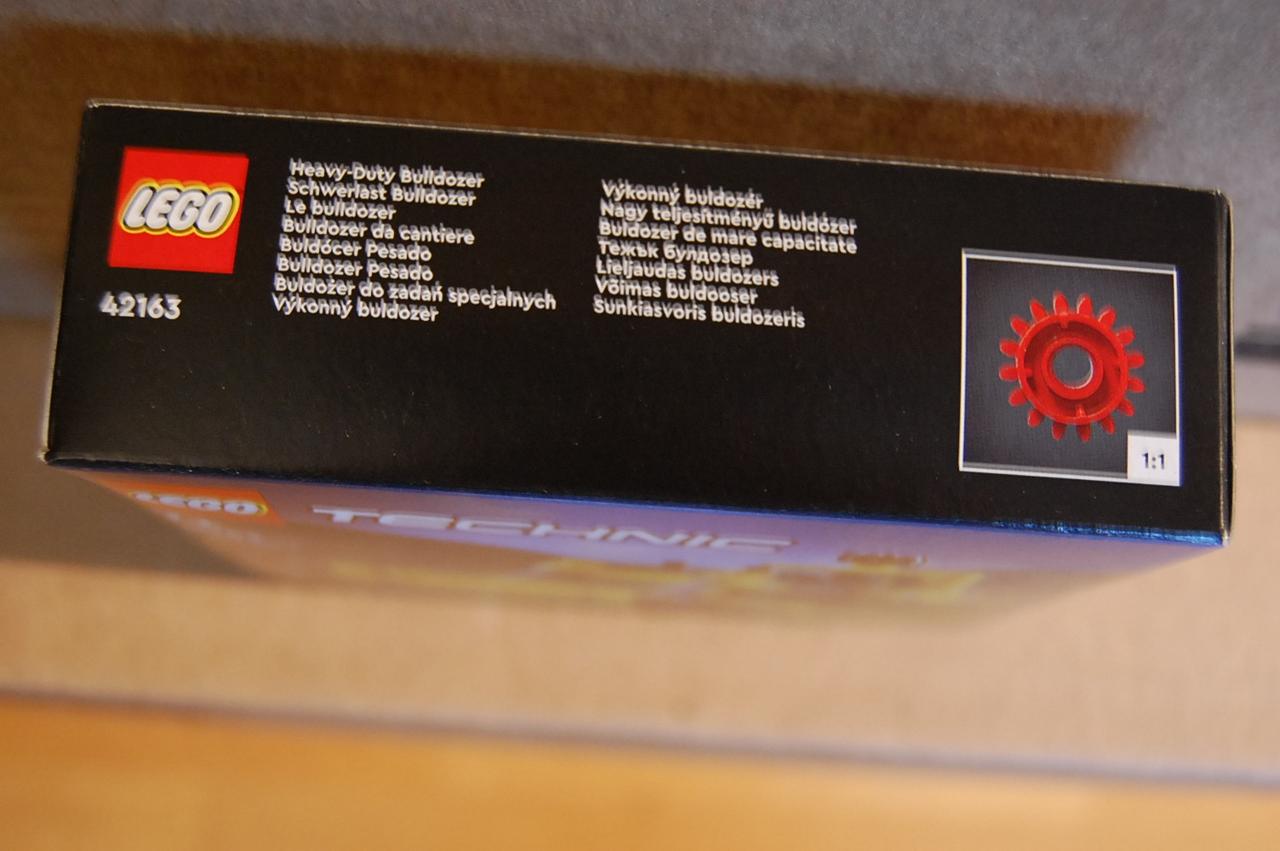 LEGO
42163
Heavy-Duty Bulldozer
Schwerlast Bulldozer
Le bulldozer
Bulldozer da cantiere
Buldócer Pesado
Bulldozer Pesado
Buldożer do zadań specjalnych
Výkonný buldozer
Výkonný buldozér
Nagy teljesítményű buldózer
Buldozer de mare capacitate
Тежък булдозер
Lieljaudas buldozers
Võimas buldooser
Sunkiasvoris buldozeris
1:1
LEGO
TECHNIC